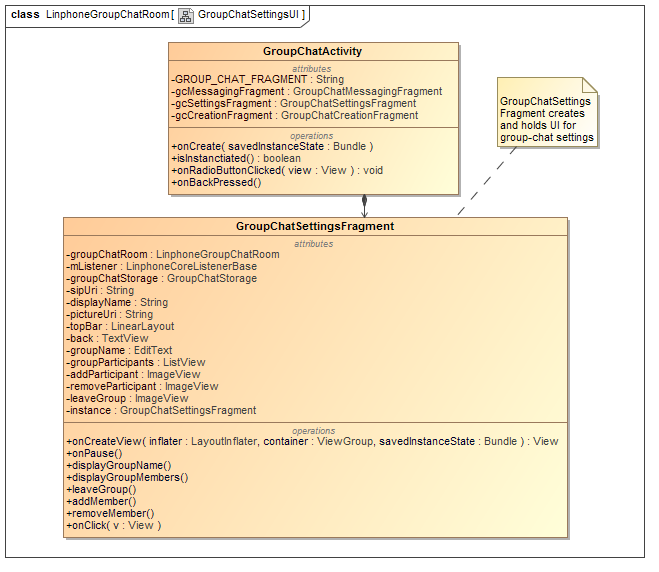 class LinphoneGroupChatRoom[ GroupChatSettingsUI ]
GroupChatActivity
attributes
-GROUP_CHAT_FRAGMENT : String
-gcMessagingFragment : GroupChatMessagingFragment
-gcSettingsFragment : GroupChatSettingsFragment
-gcCreationFragment : GroupChatCreationFragment
operations
+onCreate( savedInstanceState : Bundle )
+isInstanctiated() : boolean
+onRadioButtonClicked( view : View ) : void
+onBackPressed()
GroupChatSettings
Fragment creates
and holds UI for
group-chat settings
GroupChatSettingsFragment
attributes
-groupChatRoom : LinphoneGroupChatRoom
-mListener : LinphoneCoreListenerBase
-groupChatStorage : GroupChatStorage
-sipUri : String
-displayName : String
-pictureUri : String
-topBar : LinearLayout
-back : TextView
-groupName : EditText
-groupParticipants : ListView
-addParticipant : ImageView
-removeParticipant : ImageView
-leaveGroup : ImageView
-instance : GroupChatSettingsFragment
operations
+onCreateView( inflater : LayoutInflater, container : ViewGroup, savedInstanceState : Bundle ) : View
+onPause()
+displayGroupName()
+displayGroupMembers()
+leaveGroup()
+addMember()
+removeMember()
+onClick( v : View )